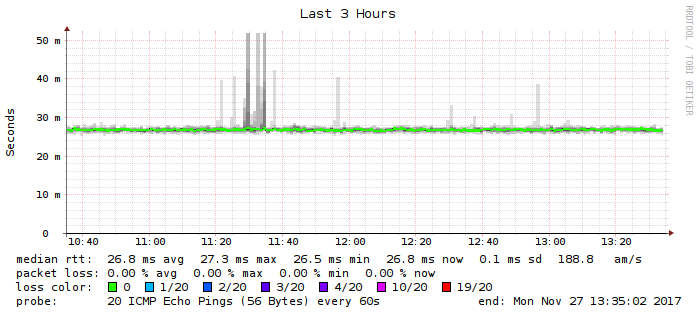 Last 3 Hours
RRDTOOL / TOBI OETIKER
Seconds
50 m
40 m
30 m
20 m
10 m
0
10:40 11:00 11:20 11:40 12:00 12:20 12:40 13:00 13:20
median rtt: 26.8 ms avg 27.3 ms max 26.5 ms min 26.8 ms now 0.1 ms sd 188.8 am/s
packet loss: 0.00 % avg 0.00 % max 0.00 % min 0.00 % now
loss color: 0 1/20 2/20 3/20 4/20 10/20 19/20
probe: 20 ICMP Echo Pings (56 Bytes) every 60s end: Mon Nov 27 13:35:02 2017